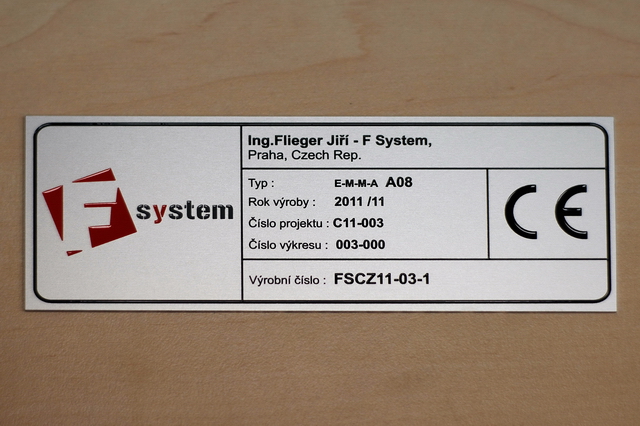 F system
Ing.Flieger Jiří - F System,
Praha, Czech Rep.
Typ : E-M-M-A A08
Rok výroby : 2011 /11
Číslo projektu : C11-003
Číslo výkresu : 003-000
CE
Výrobní číslo : FSCZ11-03-1